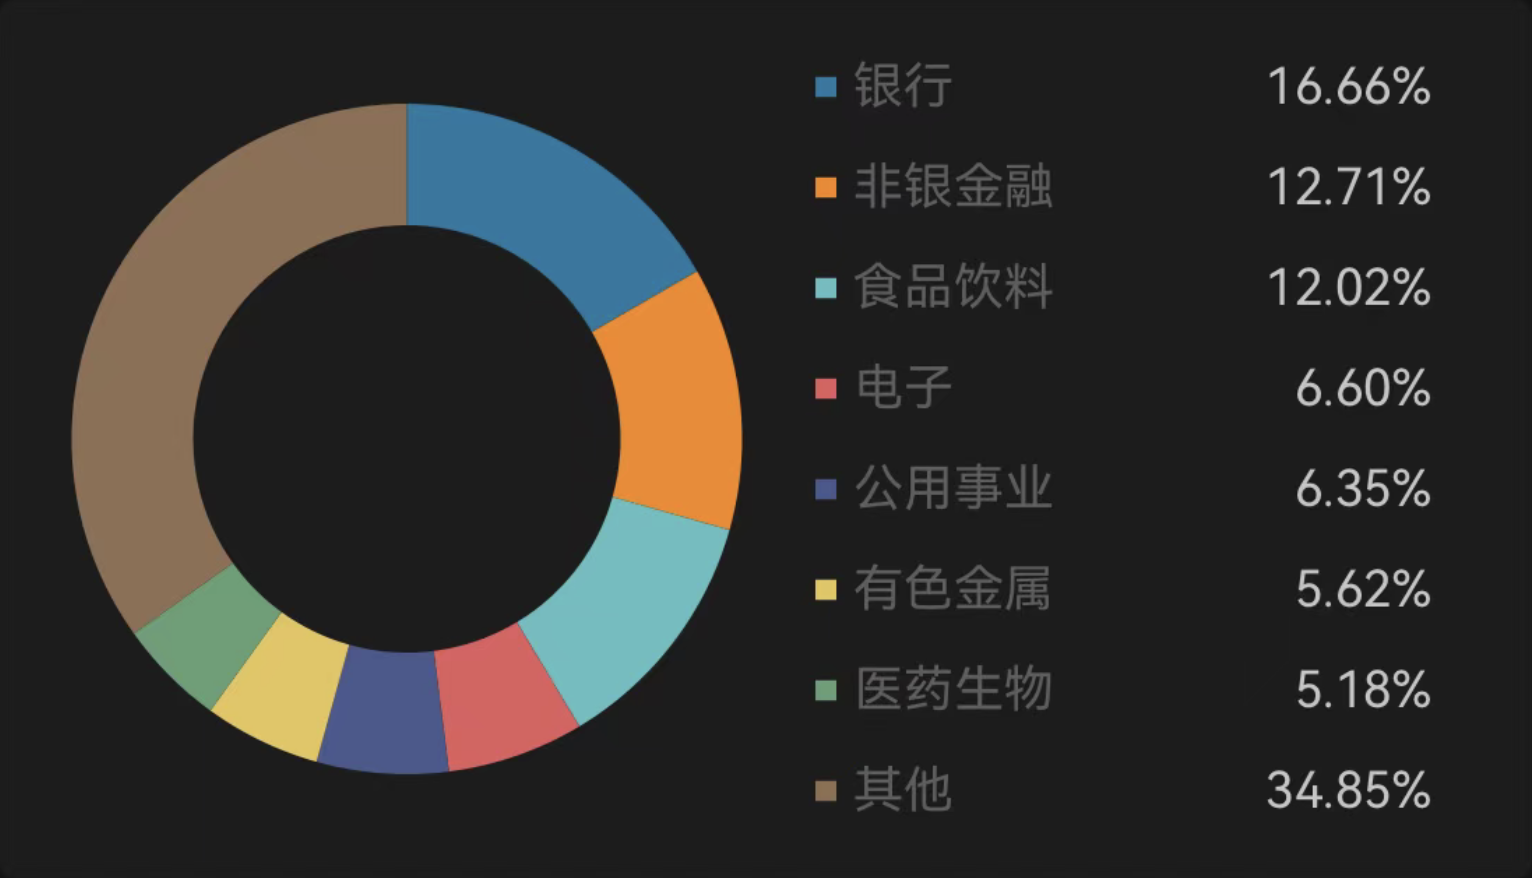 银行 16.66%
非银金融 12.71%
食品饮料 12.02%
电子 6.60%
公用事业 6.35%
有色金属 5.62%
医药生物 5.18%
其他 34.85%